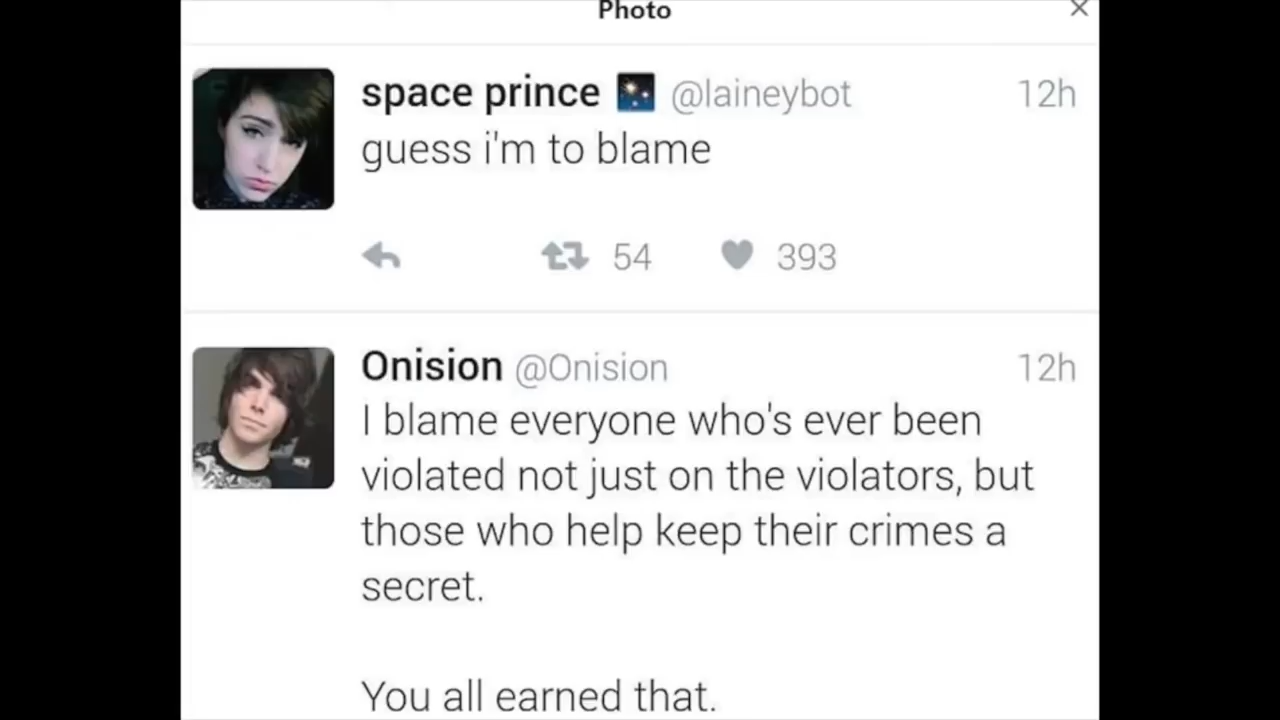 Photo
space prince 🌌 @laineybot 12h
guess i'm to blame
54 393
Onision @Onision 12h
I blame everyone who's ever been
violated not just on the violators, but
those who help keep their crimes a
secret.
You all earned that.